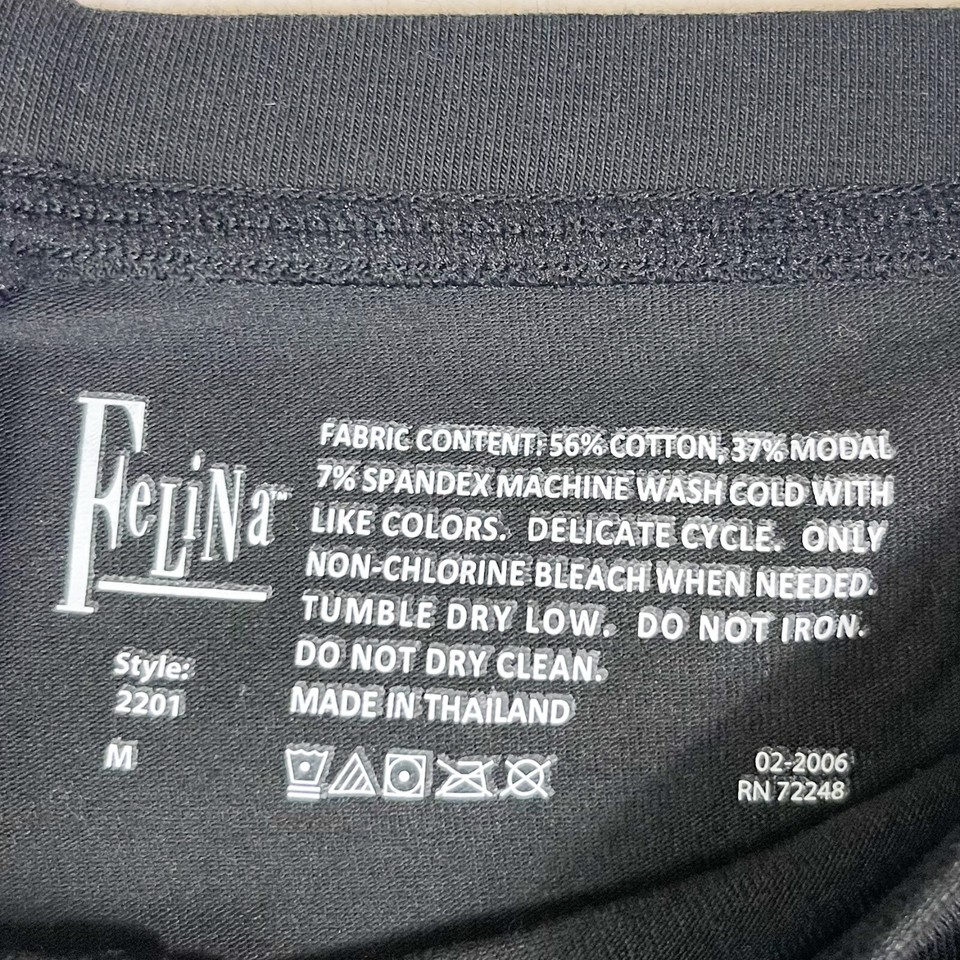 FELiNa™
FABRIC CONTENT: 56% COTTON, 37% MODAL
7% SPANDEX MACHINE WASH COLD WITH
LIKE COLORS. DELICATE CYCLE. ONLY
NON-CHLORINE BLEACH WHEN NEEDED.
TUMBLE DRY LOW. DO NOT IRON.
DO NOT DRY CLEAN.
MADE IN THAILAND
Style:
2201
M
02-2006
RN 72248